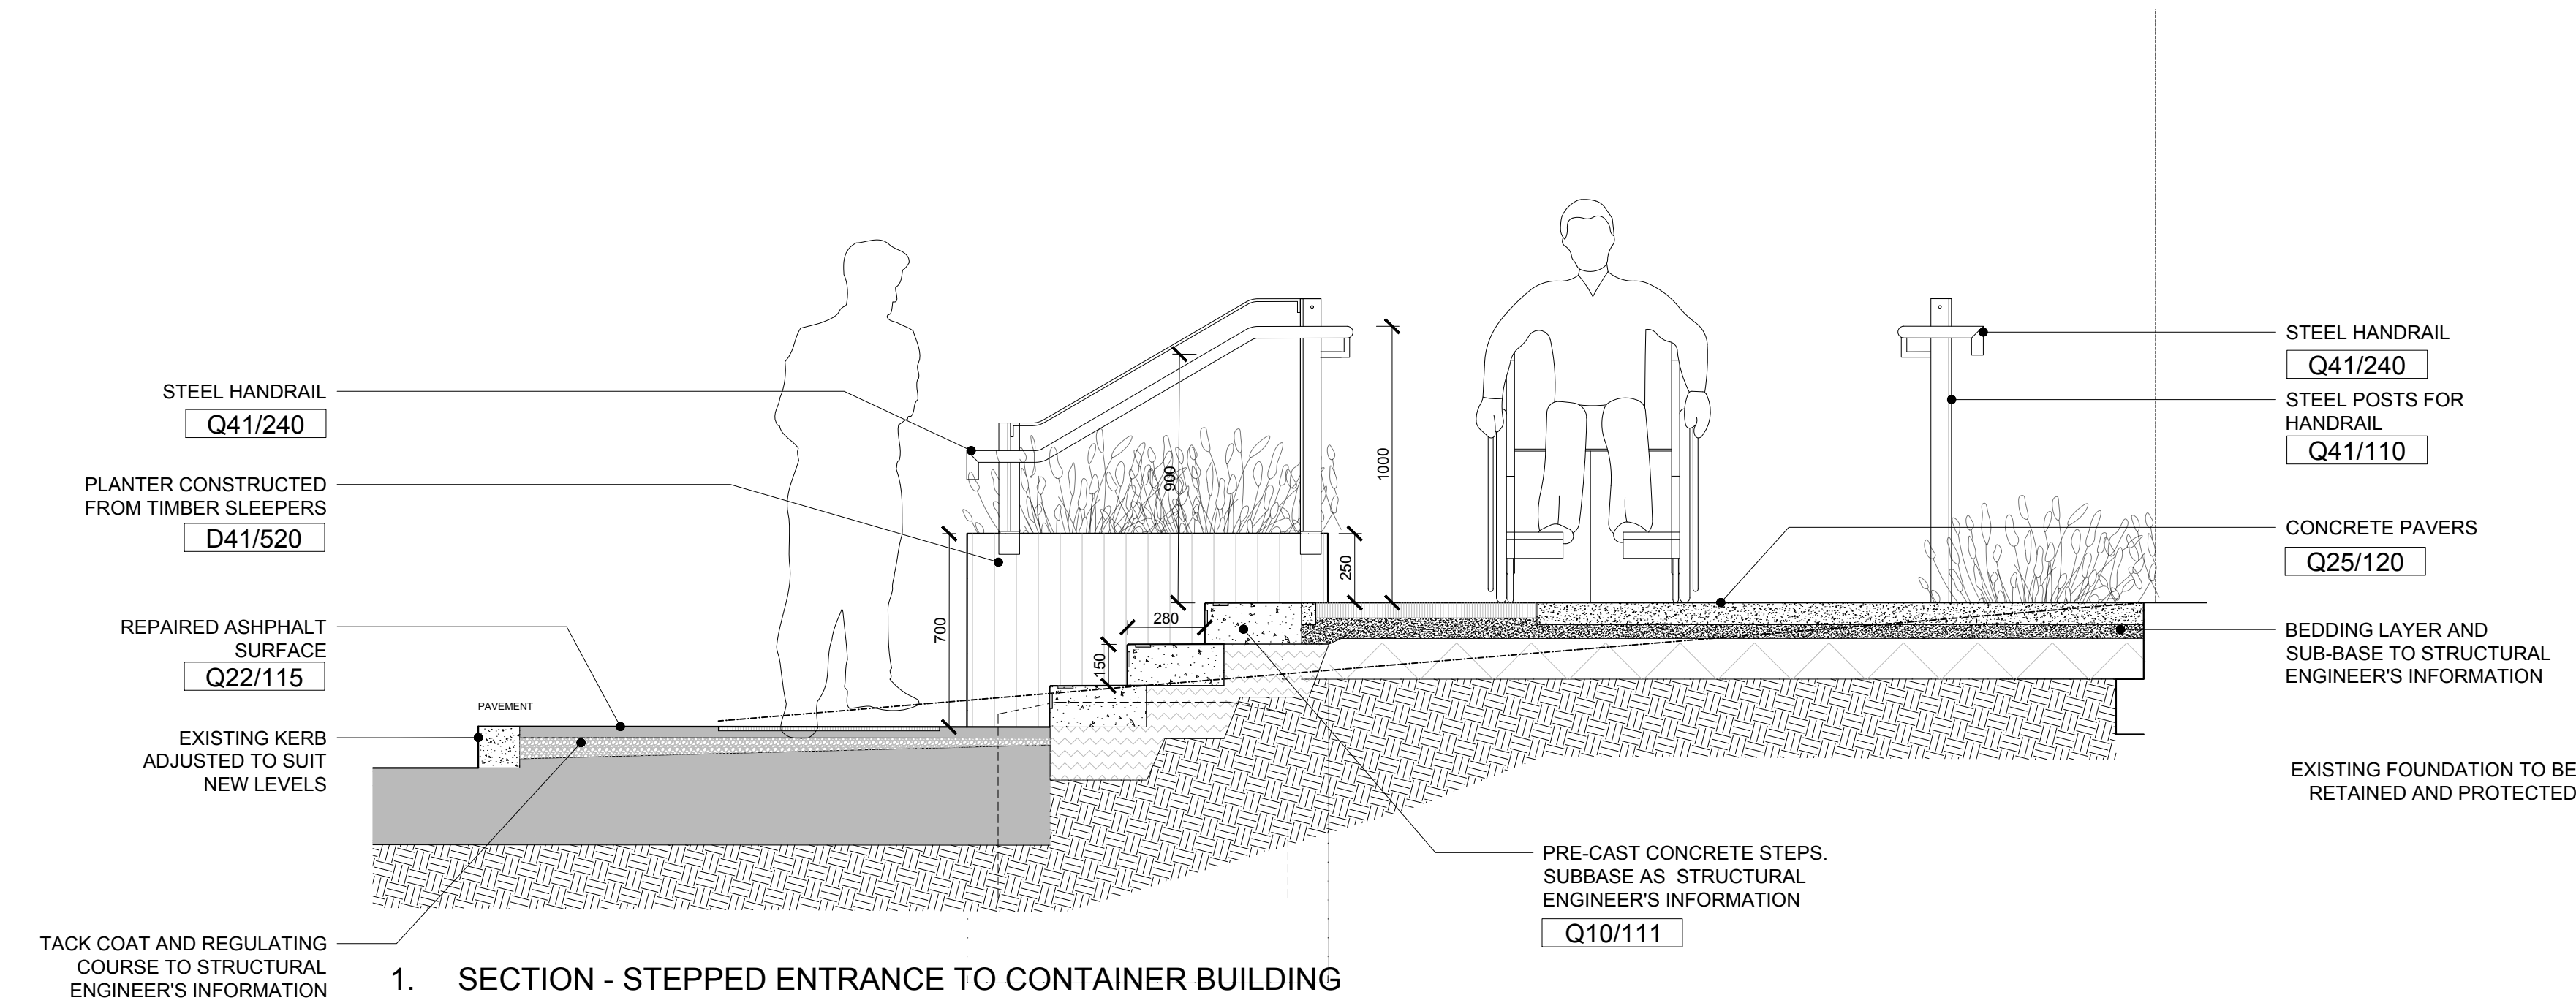 STEEL HANDRAIL
Q41/240
PLANTER CONSTRUCTED
FROM TIMBER SLEEPERS
D41/520
REPAIRED ASHPHALT
SURFACE
Q22/115
PAVEMENT
EXISTING KERB
ADJUSTED TO SUIT
NEW LEVELS
TACK COAT AND REGULATING
COURSE TO STRUCTURAL
ENGINEER'S INFORMATION
700
900
1000
250
280
150
STEEL HANDRAIL
Q41/240
STEEL POSTS FOR
HANDRAIL
Q41/110
CONCRETE PAVERS
Q25/120
BEDDING LAYER AND
SUB-BASE TO STRUCTURAL
ENGINEER'S INFORMATION
EXISTING FOUNDATION TO BE
RETAINED AND PROTECTED
PRE-CAST CONCRETE STEPS.
SUBBASE AS STRUCTURAL
ENGINEER'S INFORMATION
Q10/111
1. SECTION - STEPPED ENTRANCE TO CONTAINER BUILDING